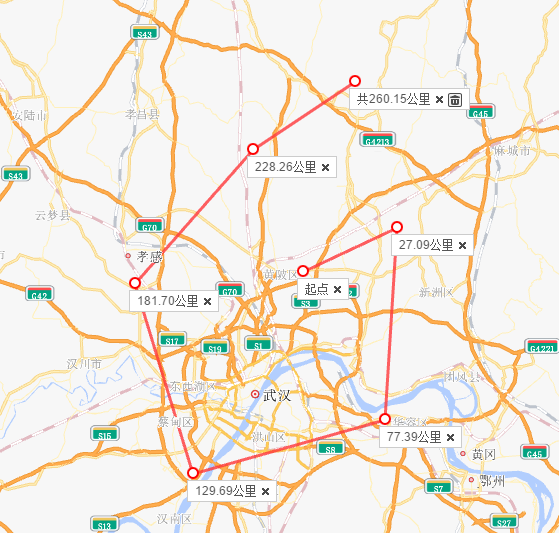 S43
共260.15公里
安陆市
孝昌县
G45
G4213
麻城市
228.26公里
S43
云梦县
G70
27.09公里
孝感
黄陂区
起点
G42
G70
新洲区
181.70公里
S3
S17
S19
S1
G4221
汉川市
团风县
东西湖区
武汉
蔡甸区
华容区
S15
洪山区
77.39公里
S8
黄冈
G45
129.69公里
鄂州
S7
汉南区
S13
S27